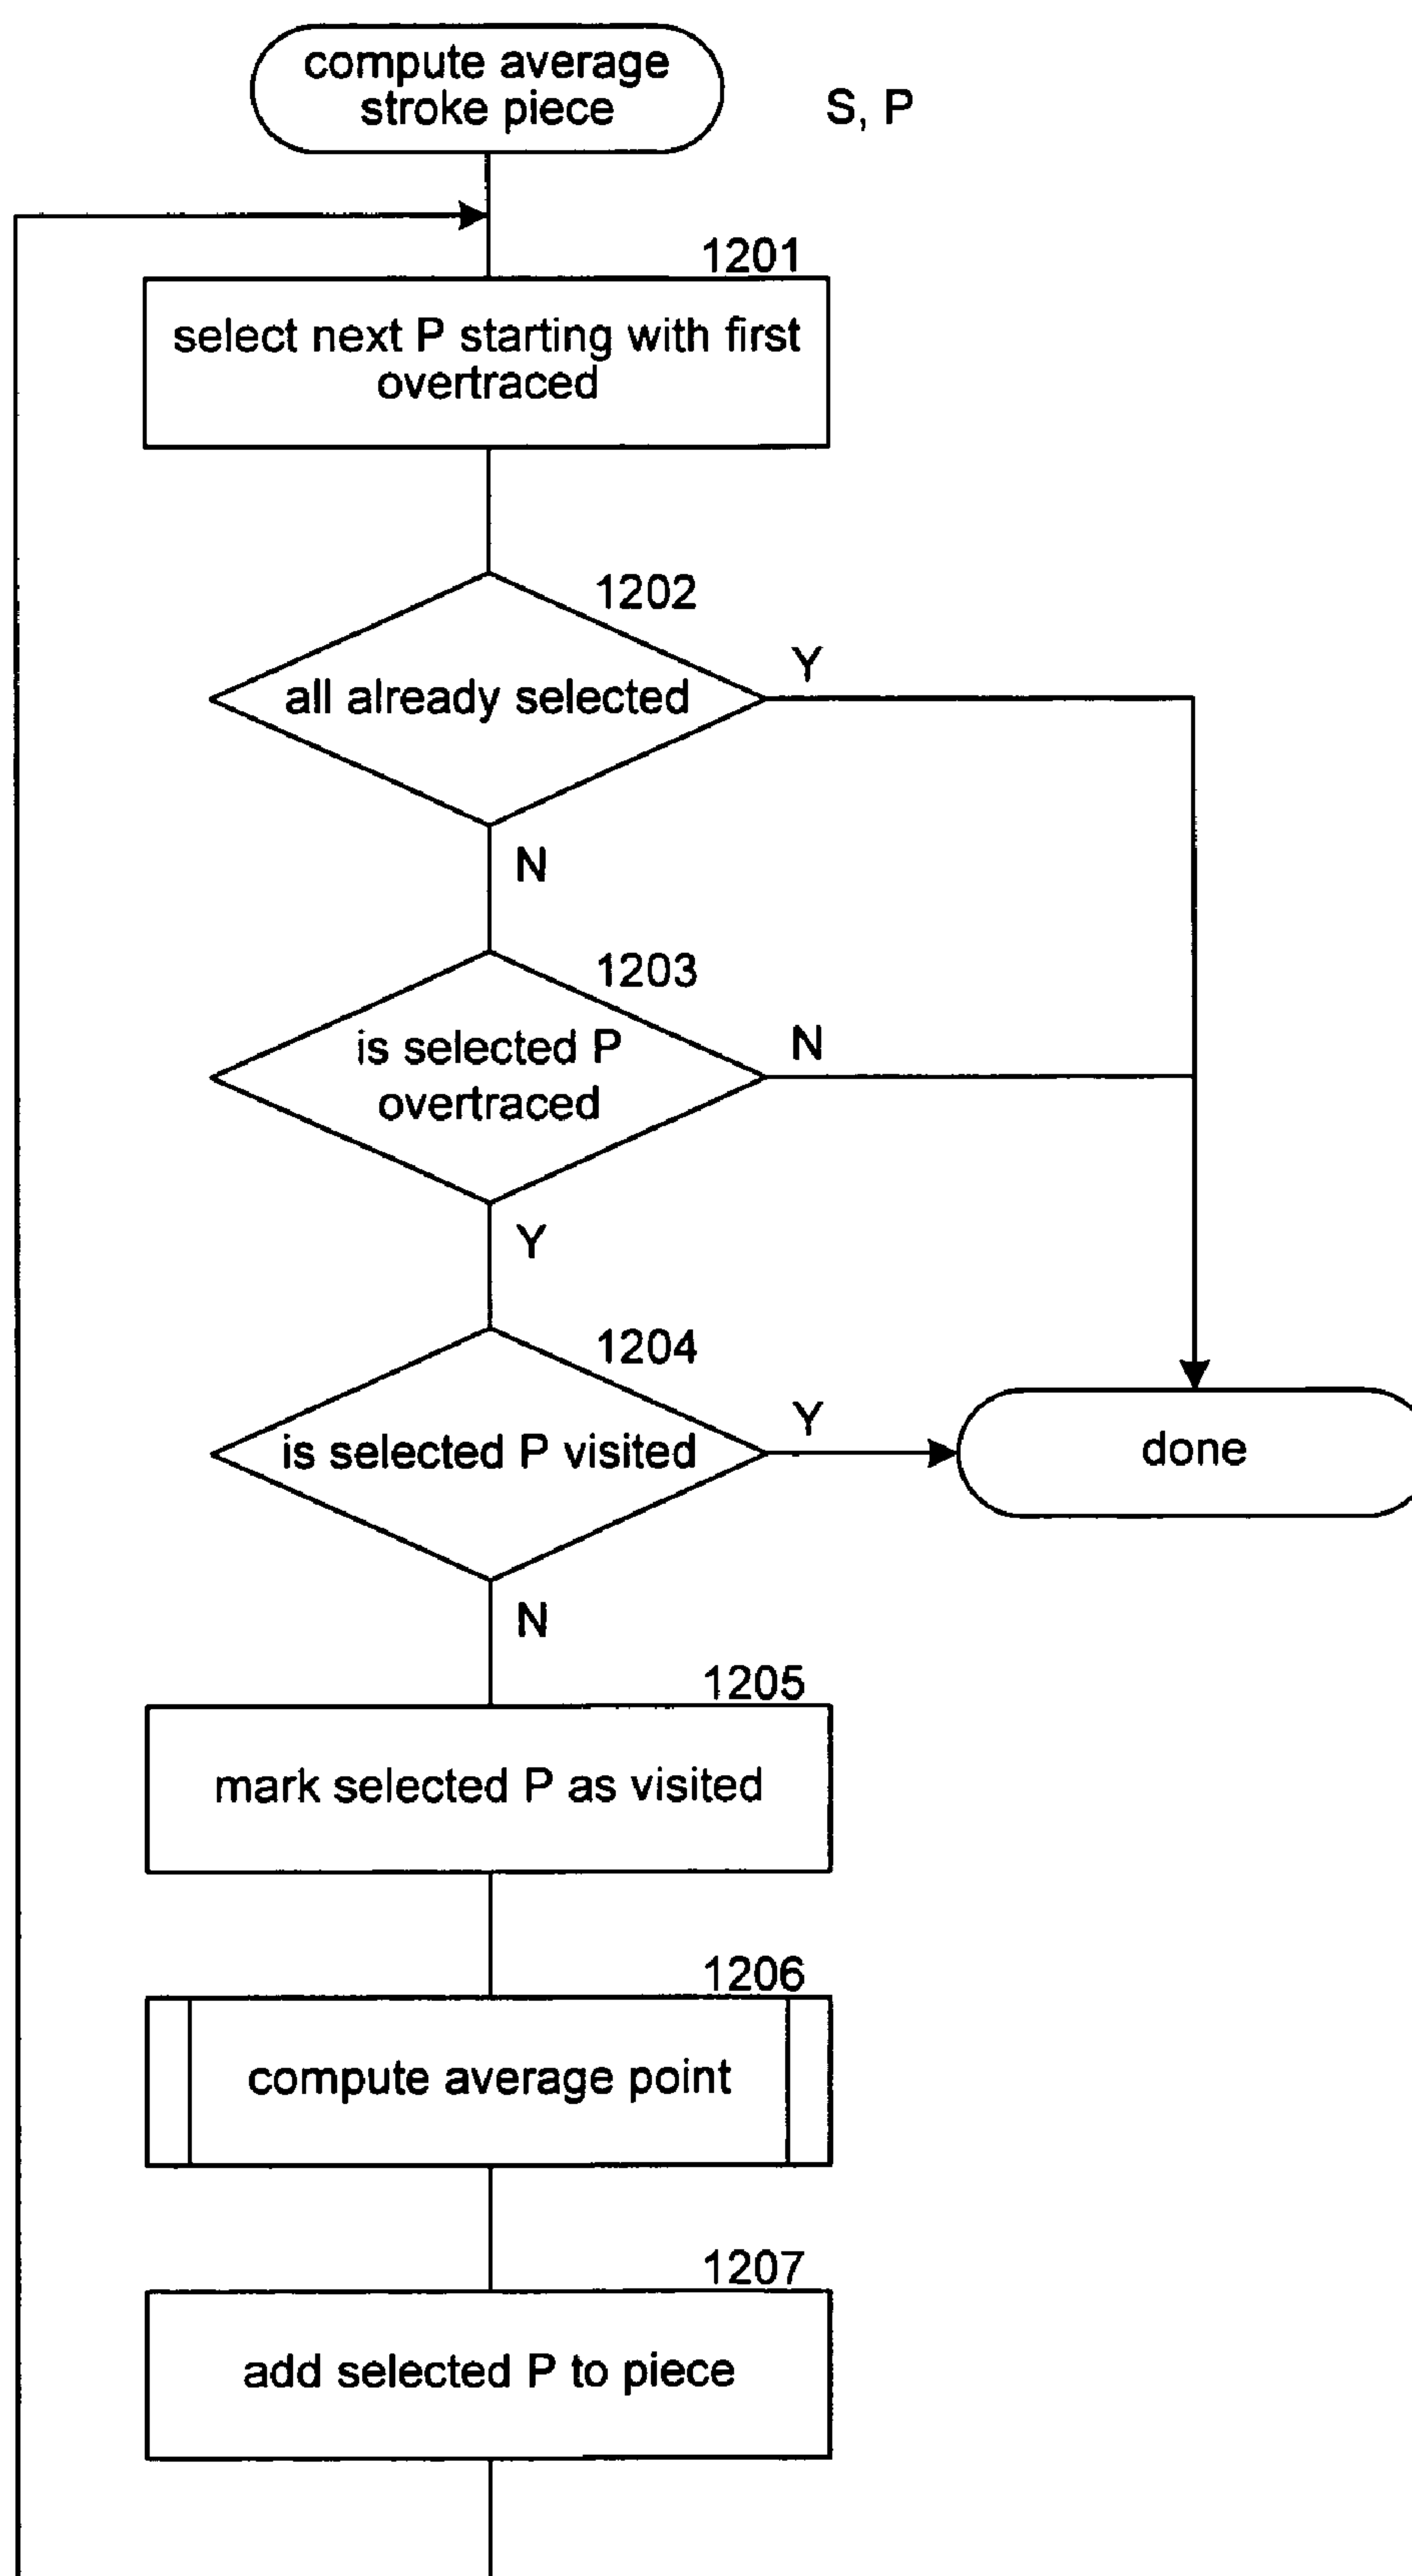 compute average
stroke piece
S, P
1201
select next P starting with first
overtraced
1202
all already selected
Y
N
1203
is selected P
overtraced
N
Y
1204
is selected P visited
Y
done
N
1205
mark selected P as visited
1206
compute average point
1207
add selected P to piece